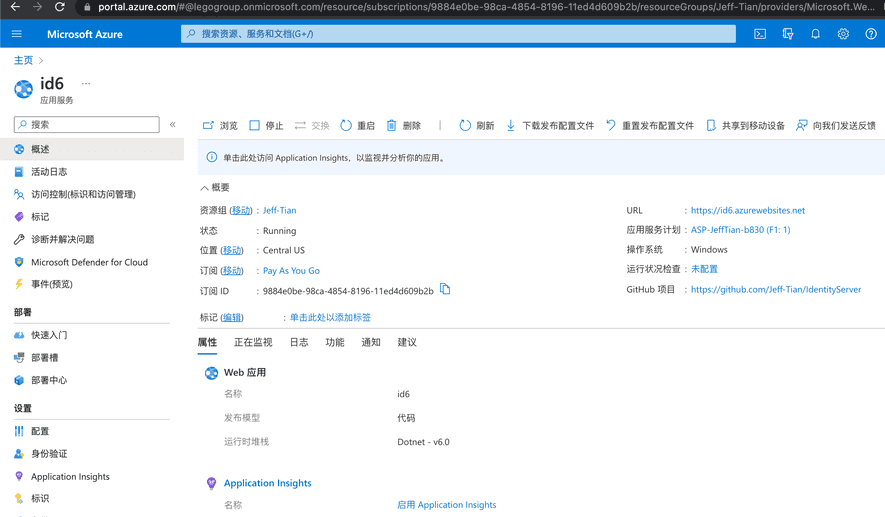 portal.azure.com/#@legogroup.onmicrosoft.com/resource/subscriptions/9884e0be-98ca-4854-8196-11ed4d609b2b/resourceGroups/Jeff-Tian/providers/Microsoft.We...
Microsoft Azure
搜索资源、服务和文档(G+/)
主页 >
id6 ...
应用服务
搜索 «
浏览 停止 交换 重启 删除 | 刷新 下载发布配置文件 重置发布配置文件 共享到移动设备 向我们发送反馈
概述
活动日志
访问控制(标识和访问管理)
标记
诊断并解决问题
Microsoft Defender for Cloud
事件(预览)
部署
快速入门
部署槽
部署中心
设置
配置
身份验证
Application Insights
标识
单击此处访问 Application Insights，以监视并分析你的应用。
概要
资源组 (移动) : Jeff-Tian
状态 : Running
位置 (移动) : Central US
订阅 (移动) : Pay As You Go
订阅 ID : 9884e0be-98ca-4854-8196-11ed4d609b2b
标记 (编辑) : 单击此处以添加标签
URL : https://id6.azurewebsites.net
应用服务计划 : ASP-JeffTian-b830 (F1: 1)
操作系统 : Windows
运行状况检查 : 未配置
GitHub 项目 : https://github.com/Jeff-Tian/IdentityServer
属性 正在监视 日志 功能 通知 建议
Web 应用
名称 id6
发布模型 代码
运行时堆栈 Dotnet - v6.0
Application Insights
名称 启用 Application Insights